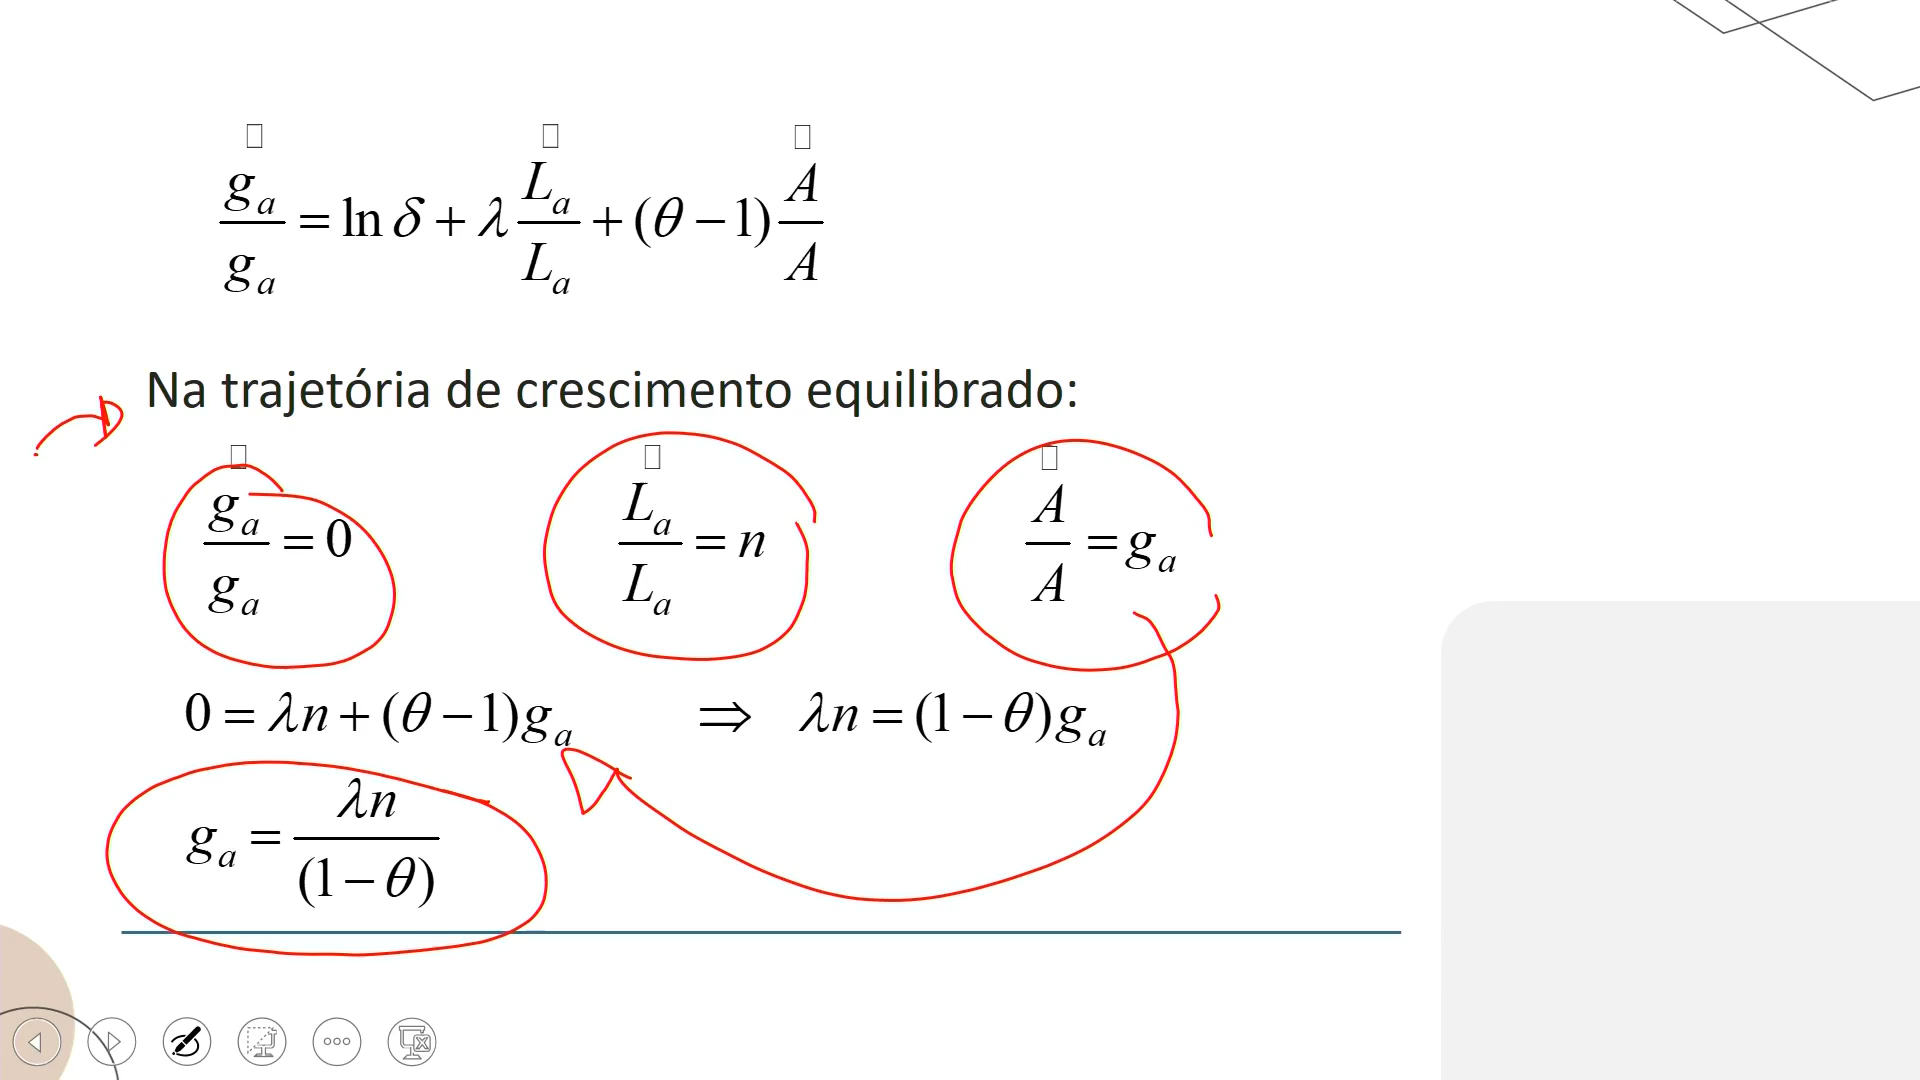 ġₐ/gₐ = ln δ + λ L̇ₐ/Lₐ + (θ − 1) Ȧ/A
Na trajetória de crescimento equilibrado:
ġₐ/gₐ = 0 L̇ₐ/Lₐ = n Ȧ/A = gₐ
0 = λn + (θ − 1)gₐ ⇒ λn = (1 − θ)gₐ
gₐ = λn/(1 − θ)